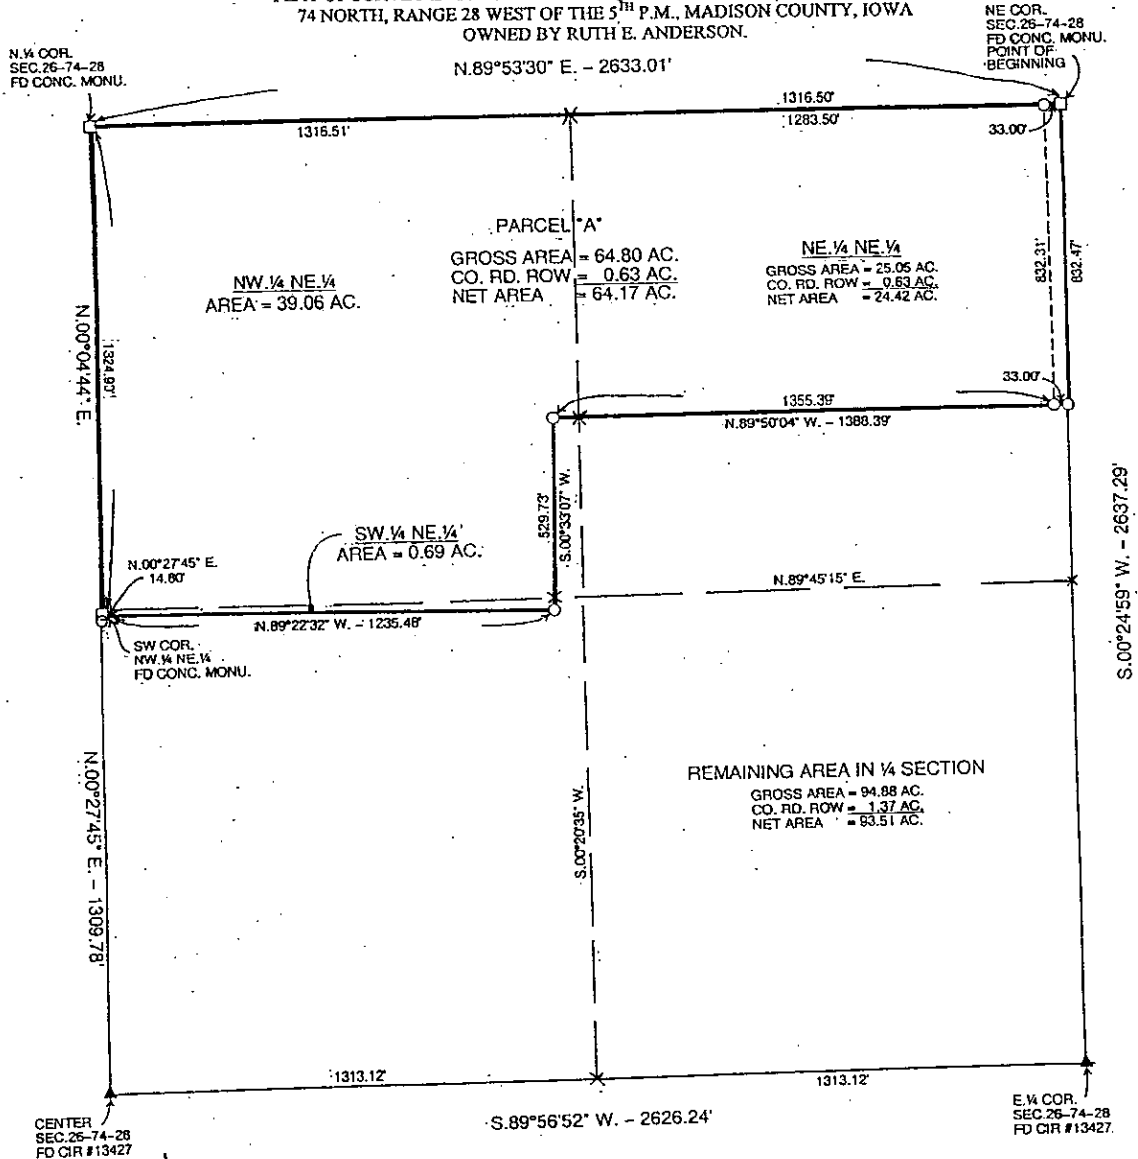 74 NORTH, RANGE 28 WEST OF THE 5TH P.M., MADISON COUNTY, IOWA
OWNED BY RUTH E. ANDERSON.
N.¼ COR.
SEC.26-74-28
FD CONC. MONU.
NE COR.
SEC.26-74-28
FD CONC. MONU.
POINT OF
BEGINNING
N.89°53'30" E. - 2633.01'
1316.51'
1316.50'
1283.50'
33.00'
PARCEL "A"
GROSS AREA = 64.80 AC.
CO. RD. ROW = 0.63 AC.
NET AREA = 64.17 AC.
NW.¼ NE.¼
AREA = 39.06 AC.
NE.¼ NE.¼
GROSS AREA = 25.05 AC.
CO. RD. ROW = 0.63 AC.
NET AREA = 24.42 AC.
832.31'
832.47'
N.00°04'44" E.
1324.90'
33.00'
1355.39'
N.89°50'04" W. - 1388.39'
529.73'
S.00°33'07" W.
SW.¼ NE.¼
AREA = 0.69 AC.
N.00°27'45" E.
14.80'
N.89°45'15" E.
N.89°22'32" W. - 1235.48'
SW COR.
NW.¼ NE.¼
FD CONC. MONU.
S.00°24'59" W. - 2637.29'
N.00°27'45" E. - 1309.78'
S.00°20'35" W.
REMAINING AREA IN ¼ SECTION
GROSS AREA = 94.88 AC.
CO. RD. ROW = 1.37 AC.
NET AREA = 93.51 AC.
1313.12'
1313.12'
S.89°56'52" W. - 2626.24'
CENTER
SEC.26-74-28
FD CIR #13427
E.¼ COR.
SEC.26-74-28
FD CIR #13427